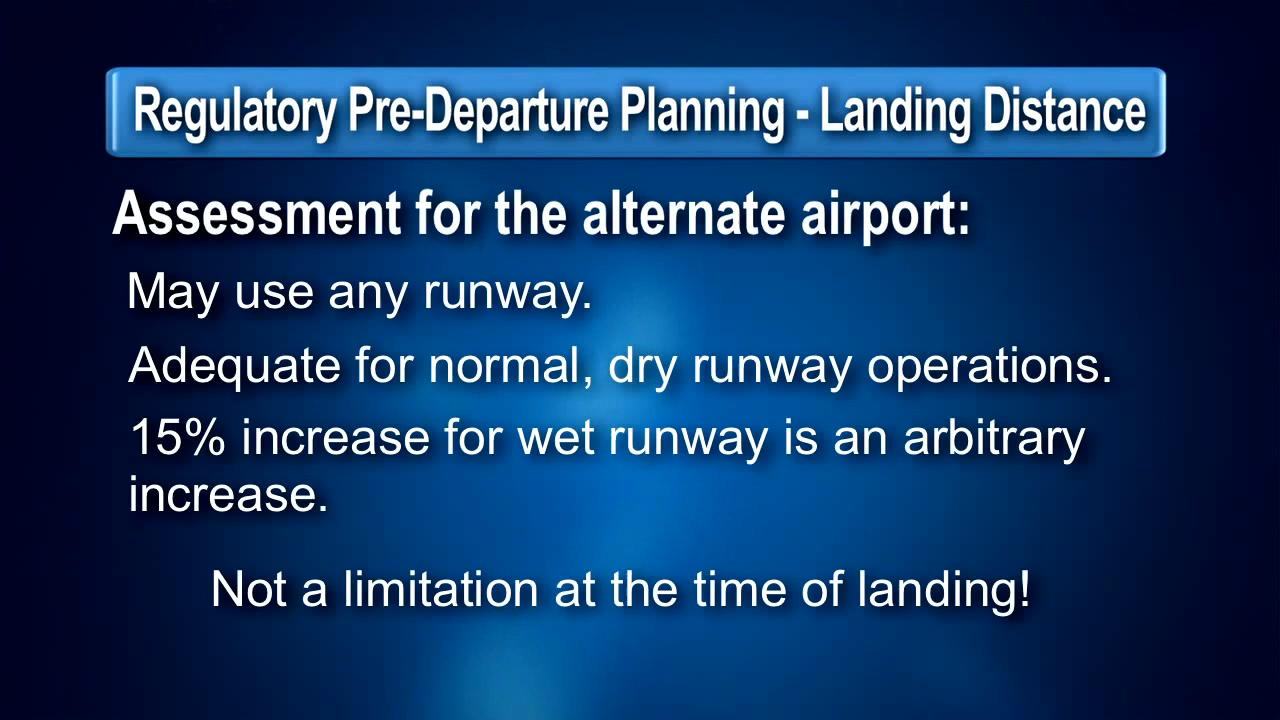 Regulatory Pre-Departure Planning - Landing Distance
Assessment for the alternate airport:
May use any runway.
Adequate for normal, dry runway operations.
15% increase for wet runway is an arbitrary
increase.
Not a limitation at the time of landing!